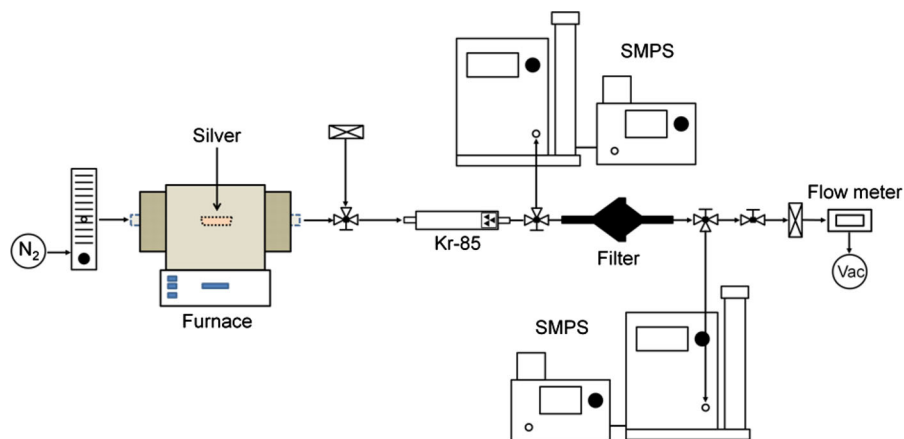 SMPS
Silver
Flow meter
N2
Kr-85
Filter
Vac
Furnace
SMPS